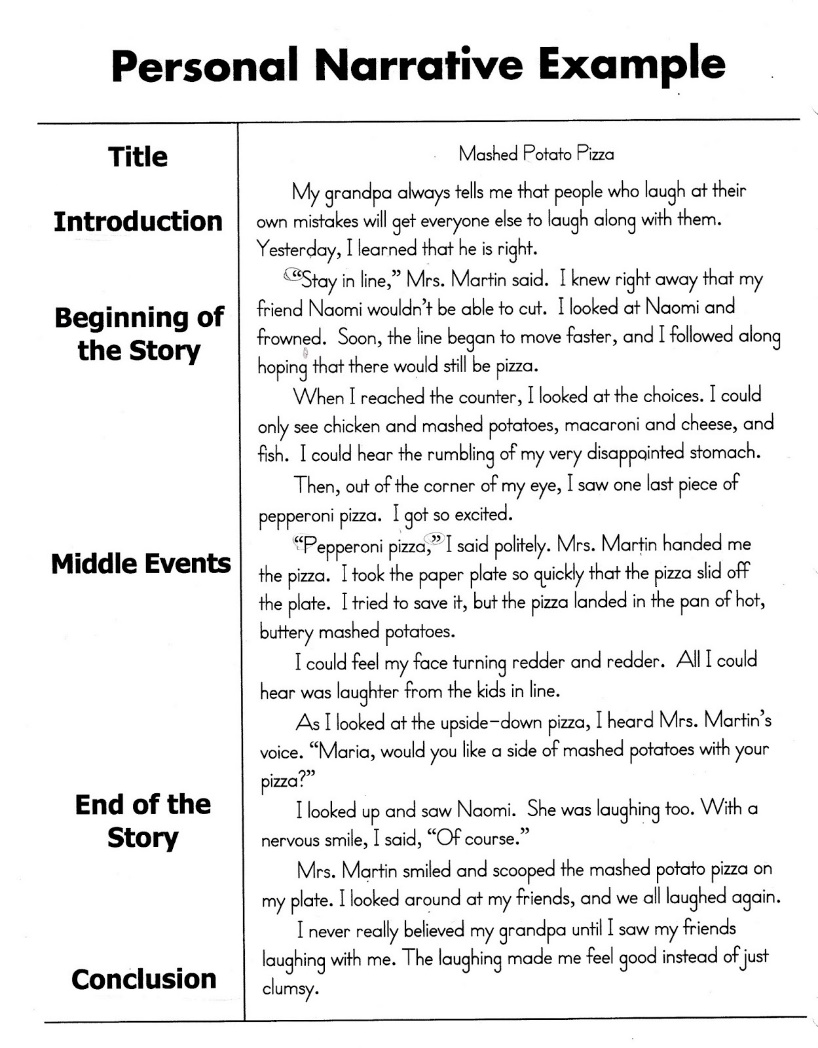 Personal Narrative Example
Title
Mashed Potato Pizza
Introduction
My grandpa always tells me that people who laugh at their
own mistakes will get everyone else to laugh along with them.
Yesterday, I learned that he is right.
Beginning of
the Story
“Stay in line,” Mrs. Martin said. I knew right away that my
friend Naomi wouldn't be able to cut. I looked at Naomi and
frowned. Soon, the line began to move faster, and I followed along
hoping that there would still be pizza.
When I reached the counter, I looked at the choices. I could
only see chicken and mashed potatoes, macaroni and cheese, and
fish. I could hear the rumbling of my very disappointed stomach.
Then, out of the corner of my eye, I saw one last piece of
pepperoni pizza. I got so excited.
Middle Events
“Pepperoni pizza,” I said politely. Mrs. Martin handed me
the pizza. I took the paper plate so quickly that the pizza slid off
the plate. I tried to save it, but the pizza landed in the pan of hot,
buttery mashed potatoes.
I could feel my face turning redder and redder. All I could
hear was laughter from the kids in line.
As I looked at the upside-down pizza, I heard Mrs. Martin's
voice. “Maria, would you like a side of mashed potatoes with your
pizza?”
End of the
Story
I looked up and saw Naomi. She was laughing too. With a
nervous smile, I said, “Of course.”
Mrs. Martin smiled and scooped the mashed potato pizza on
my plate. I looked around at my friends, and we all laughed again.
Conclusion
I never really believed my grandpa until I saw my friends
laughing with me. The laughing made me feel good instead of just
clumsy.